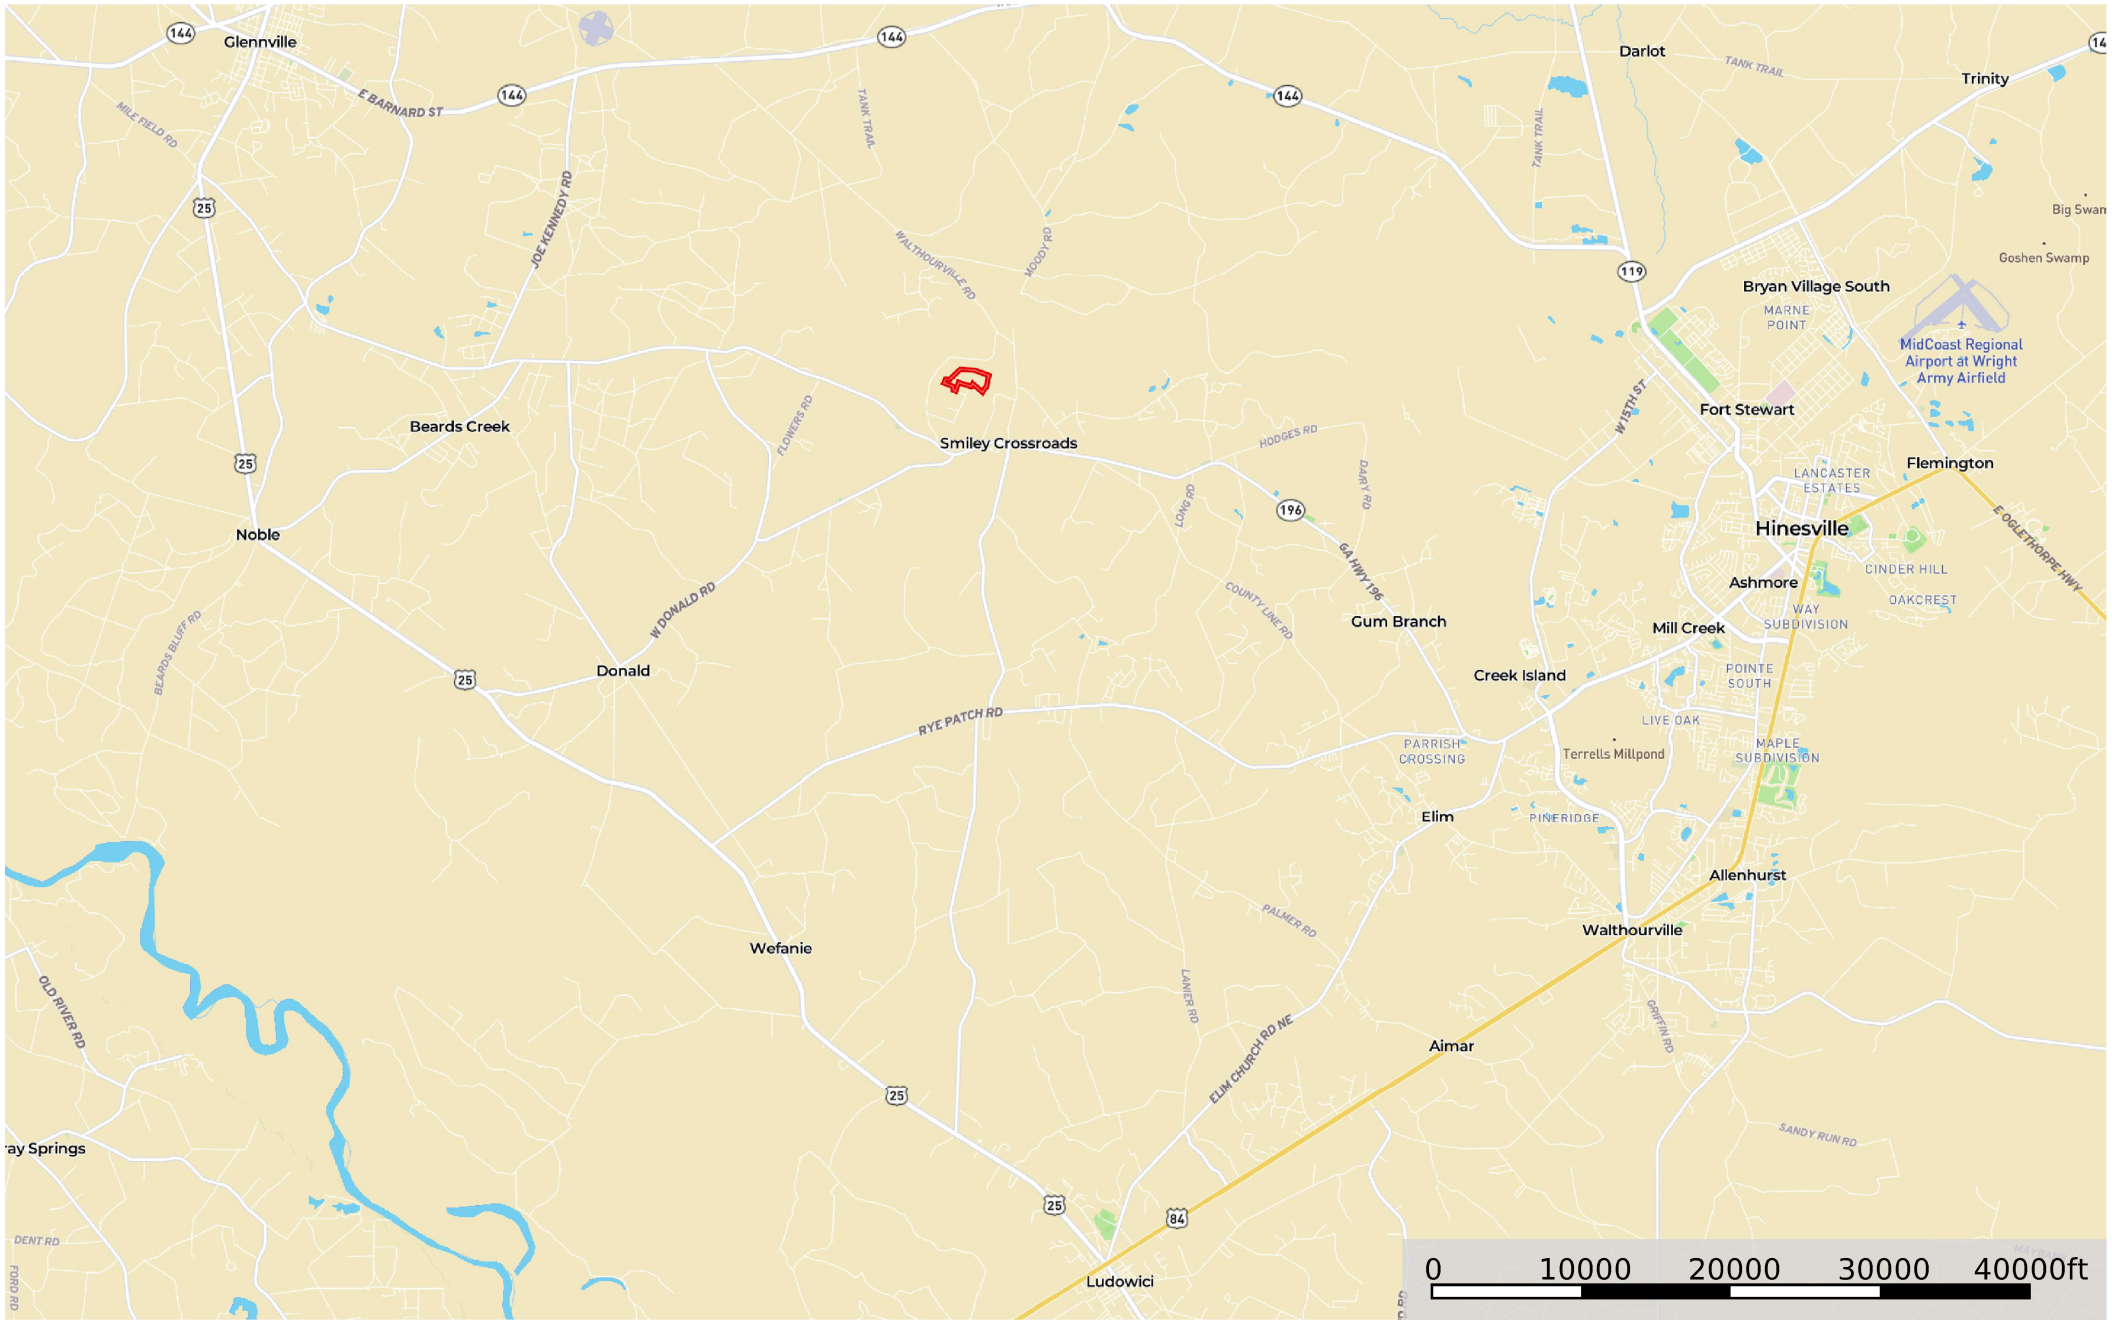 144
Glennville
144
Darlot
14
TANK TRAIL
Trinity
MILE FIELD RD
E BARNARD ST
144
TANK TRAIL
144
TANK TRAIL
25
JOE KENNEDY RD
Big Swam
WALTHOURVILLE RD
MOODY RD
Goshen Swamp
119
Bryan Village South
MARNE
POINT
MidCoast Regional
Airport at Wright
Army Airfield
Beards Creek
FLOWERS RD
W 15TH ST
Fort Stewart
Smiley Crossroads
HODGES RD
25
DAIRY RD
Flemington
LANCASTER
ESTATES
LONG RD
196
Noble
Hinesville
E OGLETHORPE HWY
GA HWY 196
CINDER HILL
Ashmore
OAKCREST
W DONALD RD
COUNTY LINE RD
WAY
SUBDIVISION
Gum Branch
Mill Creek
BEARDS BLUFF RD
25
Donald
Creek Island
POINTE
SOUTH
RYE PATCH RD
LIVE OAK
PARRISH
CROSSING
Terrells Millpond
MAPLE
SUBDIVISION
Elim
PINERIDGE
Allenhurst
PALMER RD
Walthourville
Wefanie
OLD RIVER RD
LANIER RD
GRIFFIN RD
ELIM CHURCH RD NE
Aimar
25
SANDY RUN RD
ray Springs
25
84
DENT RD
FORD RD
Ludowici
0 10000 20000 30000 40000ft